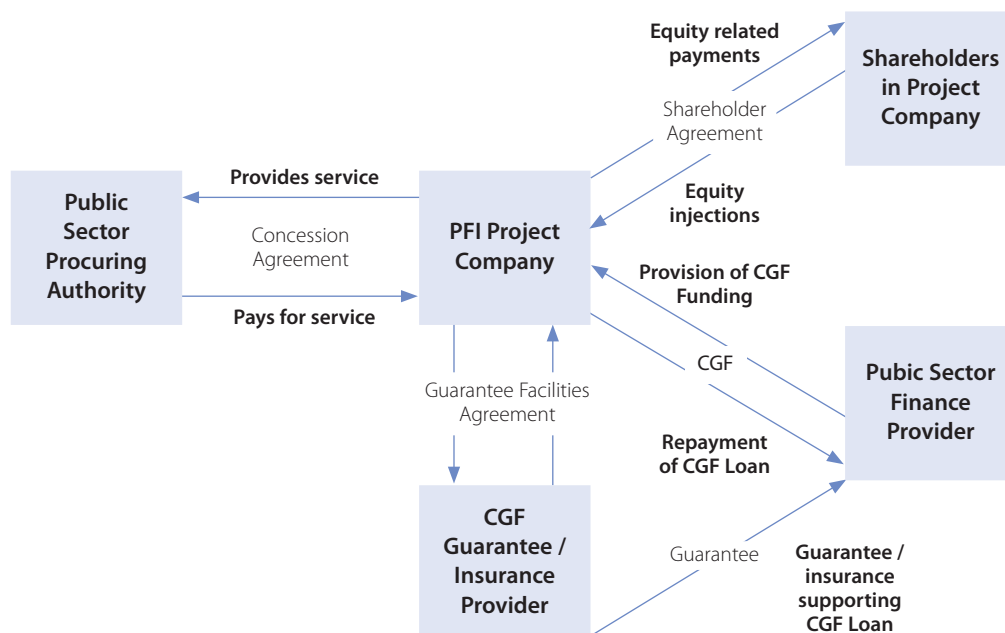 Equity related
payments
Shareholders
in Project
Company
Shareholder
Agreement
Equity
injections
Public
Sector
Procuring
Authority
Provides service
Concession
Agreement
Pays for service
PFI Project
Company
Provision of CGF
Funding
CGF
Repayment
of CGF Loan
Pubic Sector
Finance
Provider
Guarantee Facilities
Agreement
CGF
Guarantee /
Insurance
Provider
Guarantee
Guarantee /
insurance
supporting
CGF Loan